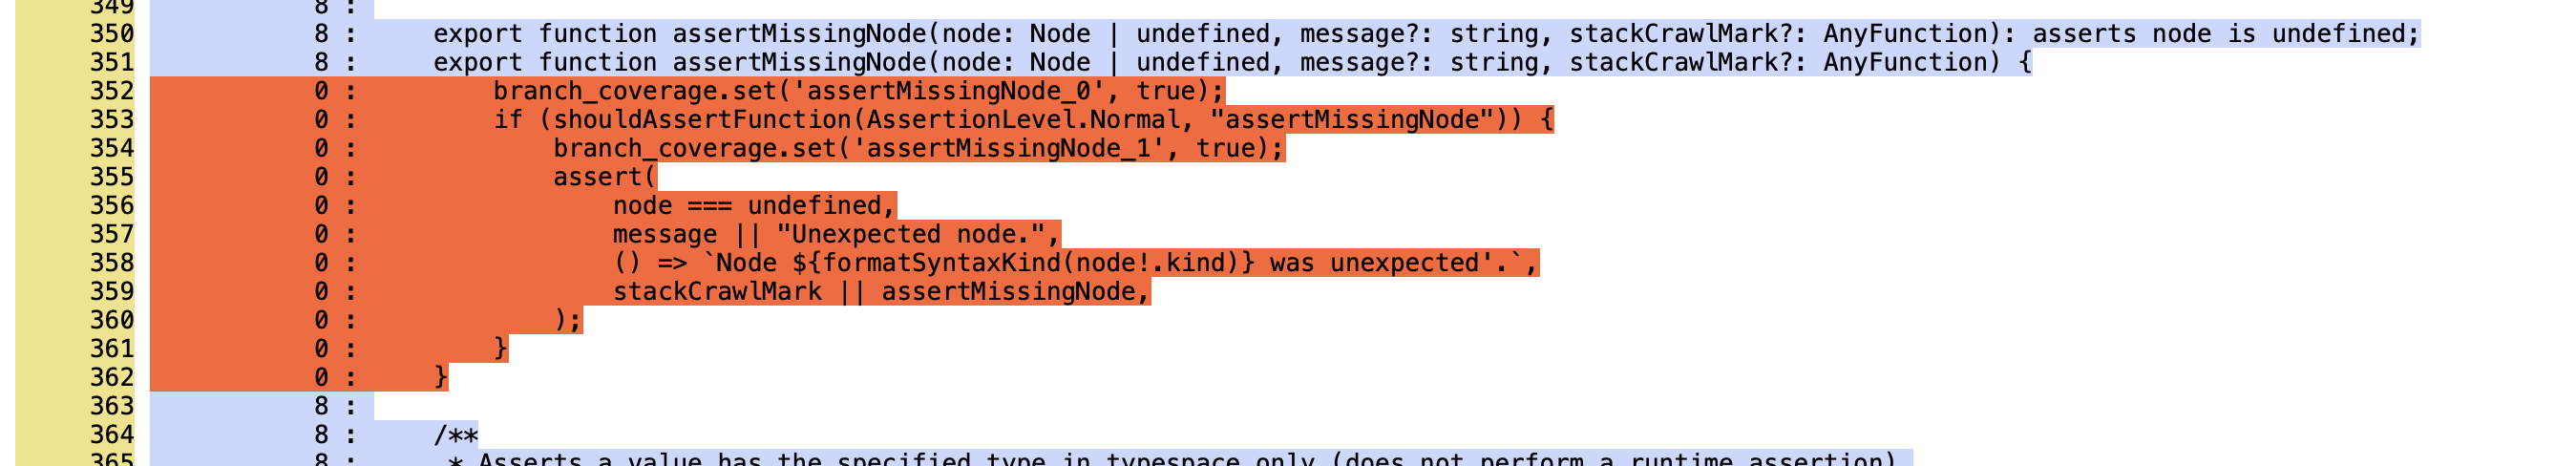 349 8 :
350 8 : export function assertMissingNode(node: Node | undefined, message?: string, stackCrawlMark?: AnyFunction): asserts node is undefined;
351 8 : export function assertMissingNode(node: Node | undefined, message?: string, stackCrawlMark?: AnyFunction) {
352 0 : branch_coverage.set('assertMissingNode_0', true);
353 0 : if (shouldAssertFunction(AssertionLevel.Normal, "assertMissingNode")) {
354 0 : branch_coverage.set('assertMissingNode_1', true);
355 0 : assert(
356 0 : node === undefined,
357 0 : message || "Unexpected node.",
358 0 : () => `Node ${formatSyntaxKind(node!.kind)} was unexpected'.`,
359 0 : stackCrawlMark || assertMissingNode,
360 0 : );
361 0 : }
362 0 : }
363 8 :
364 8 : /**
365 8 : * Asserts a value has the specified type in typespace only (does not perform a runtime assertion).